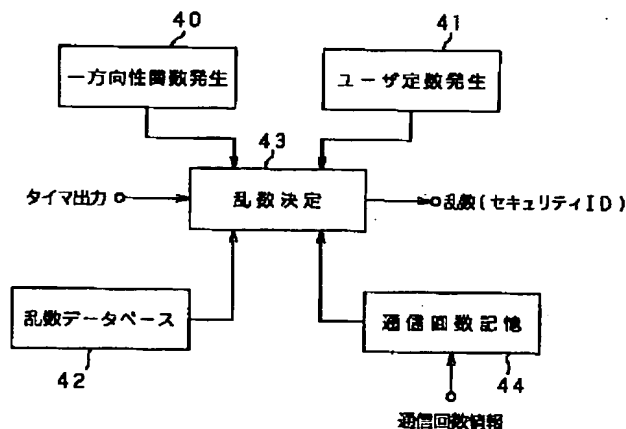 40
41
一方向性関数発生
ユーザ定数発生
43
タイマ出力
乱数決定
乱数(セキュリティID)
乱数データベース
通信回数記憶
42
44
通信回数情報